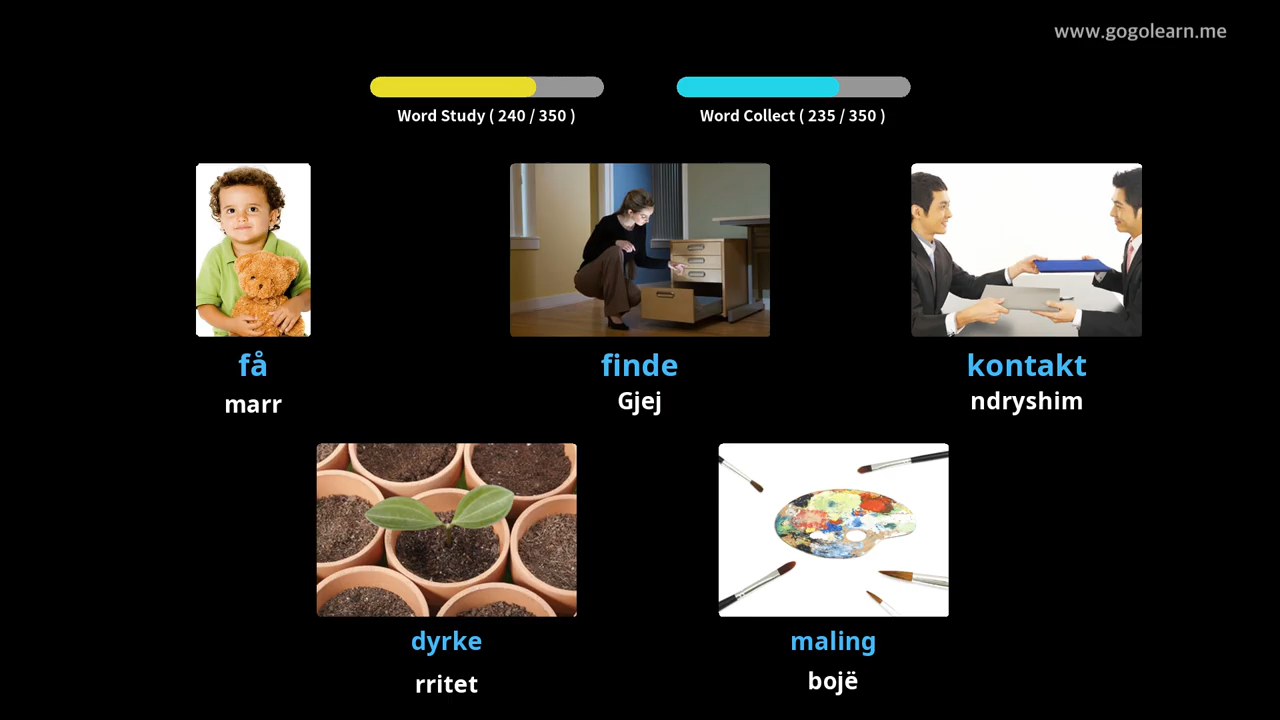 www.gogolearn.me
Word Study ( 240 / 350 )
Word Collect ( 235 / 350 )
få
finde
kontakt
marr
Gjej
ndryshim
dyrke
maling
rritet
bojë